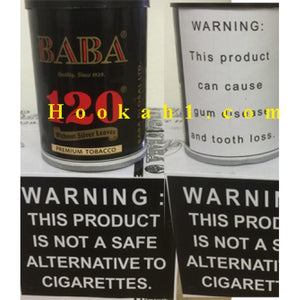 BABA
Quality. Since 1929.
120
Without Silver Leaves
PREMIUM TOBACCO
WARNING:
This product
can cause
gum disease
and tooth loss.
Hookah1.com
WARNING :
THIS PRODUCT
IS NOT A SAFE
ALTERNATIVE TO
CIGARETTES.
WARNIN
THIS PROD
IS NOT A S
ALTERNATIV
CIGARET